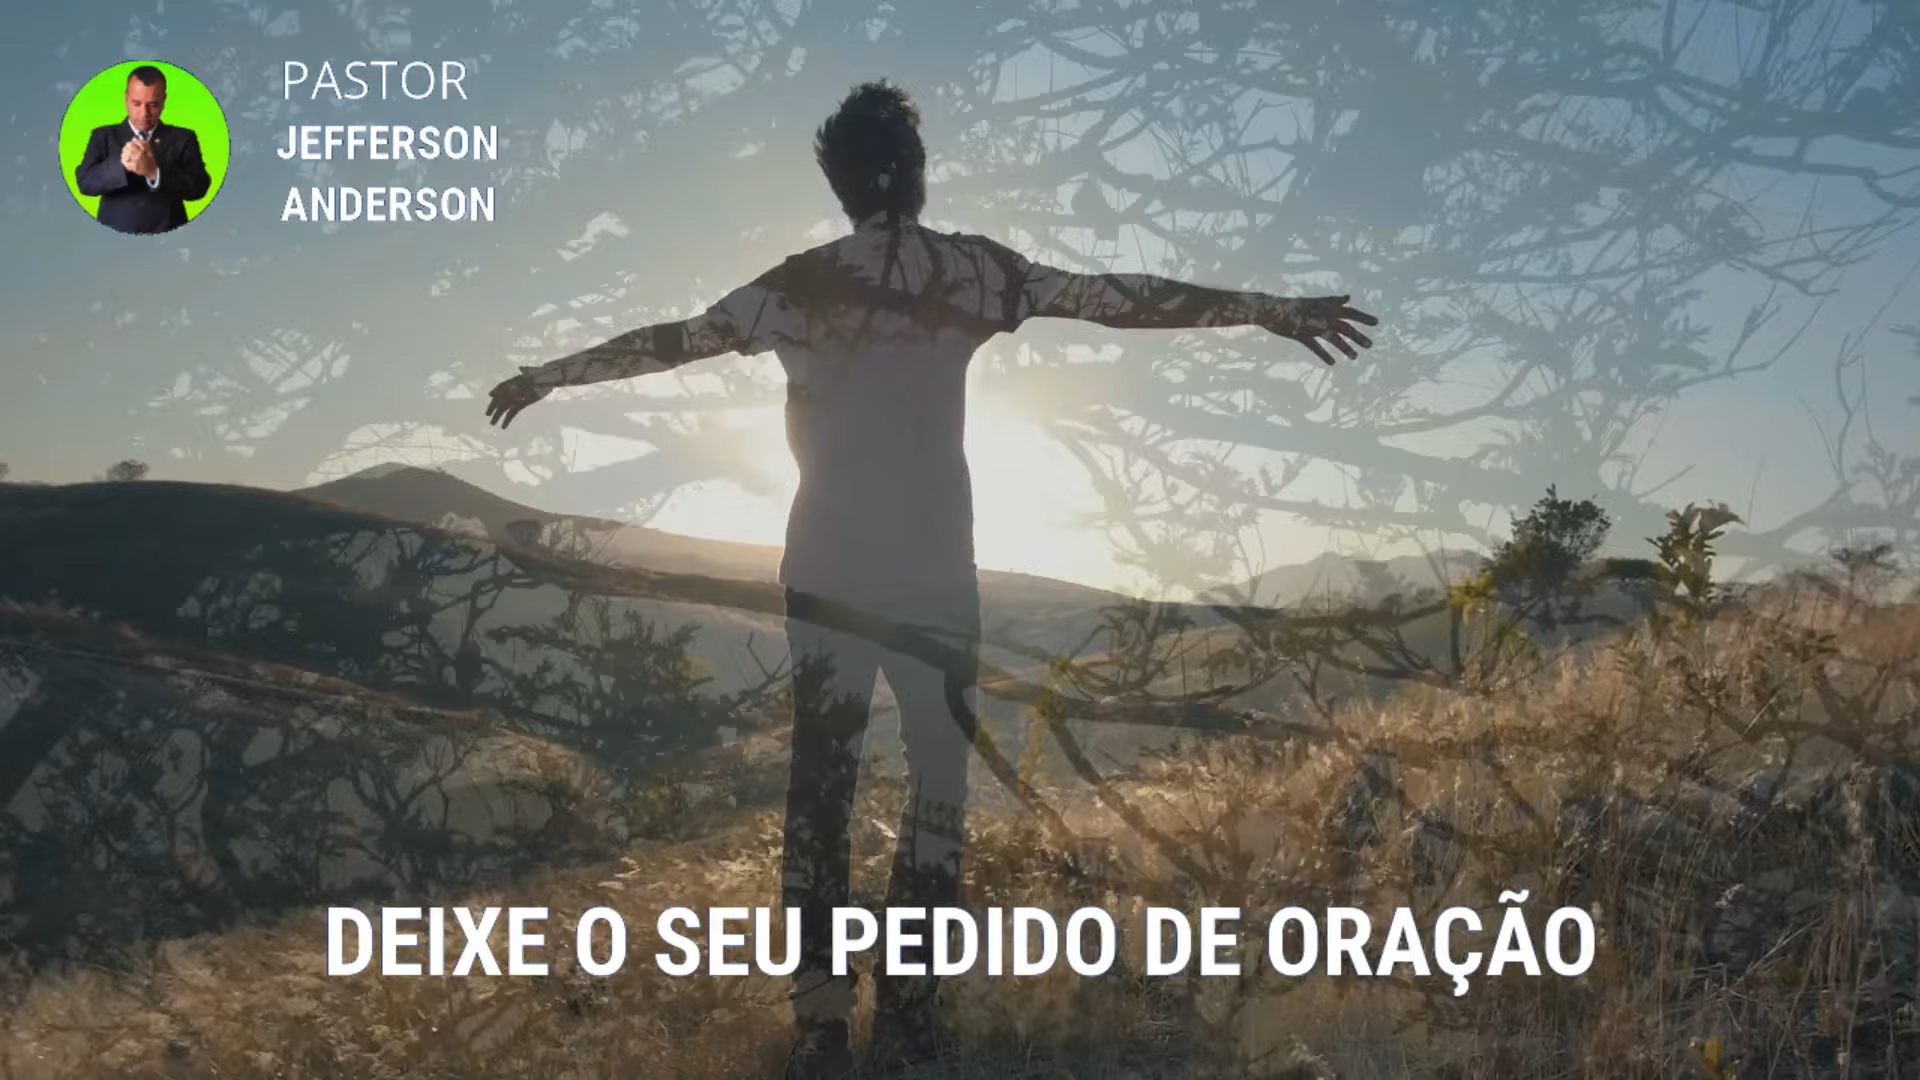 PASTOR
JEFFERSON
ANDERSON
DEIXE O SEU PEDIDO DE ORAÇÃO